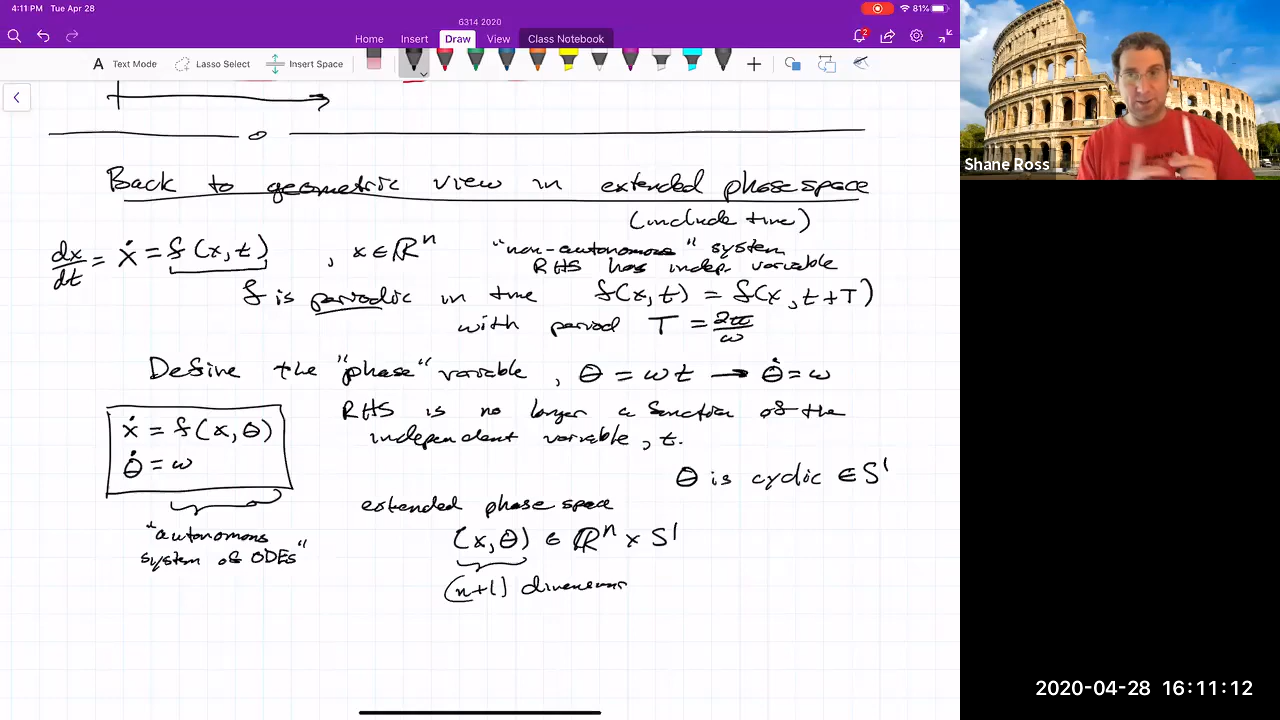 4:11 PM Tue Apr 28
81%
6314 2020
Home Insert Draw View Class Notebook
2
A Text Mode Lasso Select Insert Space
Back to geometric view in extended phase space
(include time)
dx/dt = ẋ = f(x,t) , x ∈ ℝⁿ "non-autonomous" system
RHS has indep. variable
f is periodic in time f(x,t) = f(x, t+T)
with period T = 2π/ω
Define the "phase" variable, θ = ωt → θ̇ = ω
RHS is no longer a function of the
independent variable, t.
ẋ = f(x,θ)
θ̇ = ω
"autonomous
system of ODEs"
θ is cyclic ∈ S¹
extended phase space
(x,θ) ∈ ℝⁿ × S¹
(n+1) dimensions
Shane Ross
2020-04-28 16:11:12